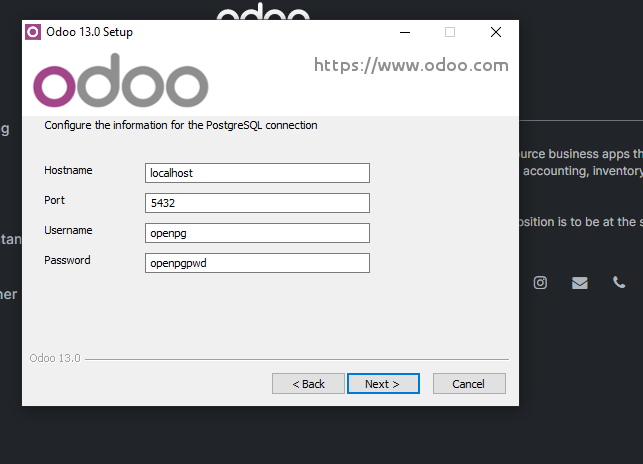 odoo
Odoo 13.0 Setup
odoo
https://www.odoo.com
Configure the information for the PostgreSQL connection
Hostname
localhost
Port
5432
Username
openpg
Password
openpgpwd
Odoo 13.0
< Back
Next >
Cancel
urce business apps th
accounting, inventory
osition is to be at the s
og
tan
ner